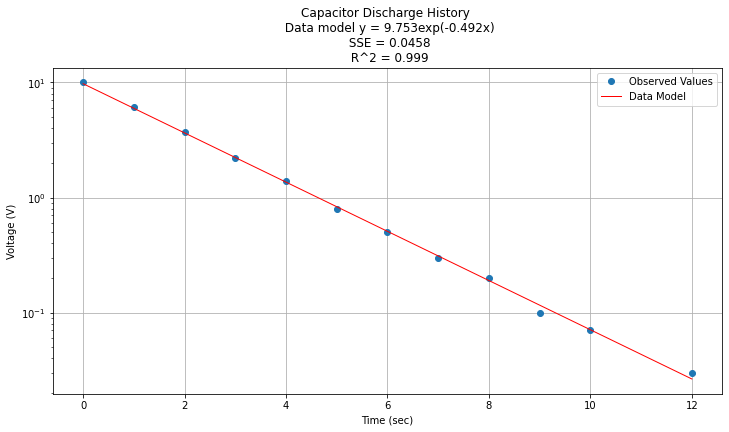 Capacitor Discharge History
Data model y = 9.753exp(-0.492x)
SSE = 0.0458
R^2 = 0.999
Observed Values
Data Model
Voltage (V)
10^1
10^0
10^-1
0 2 4 6 8 10 12
Time (sec)